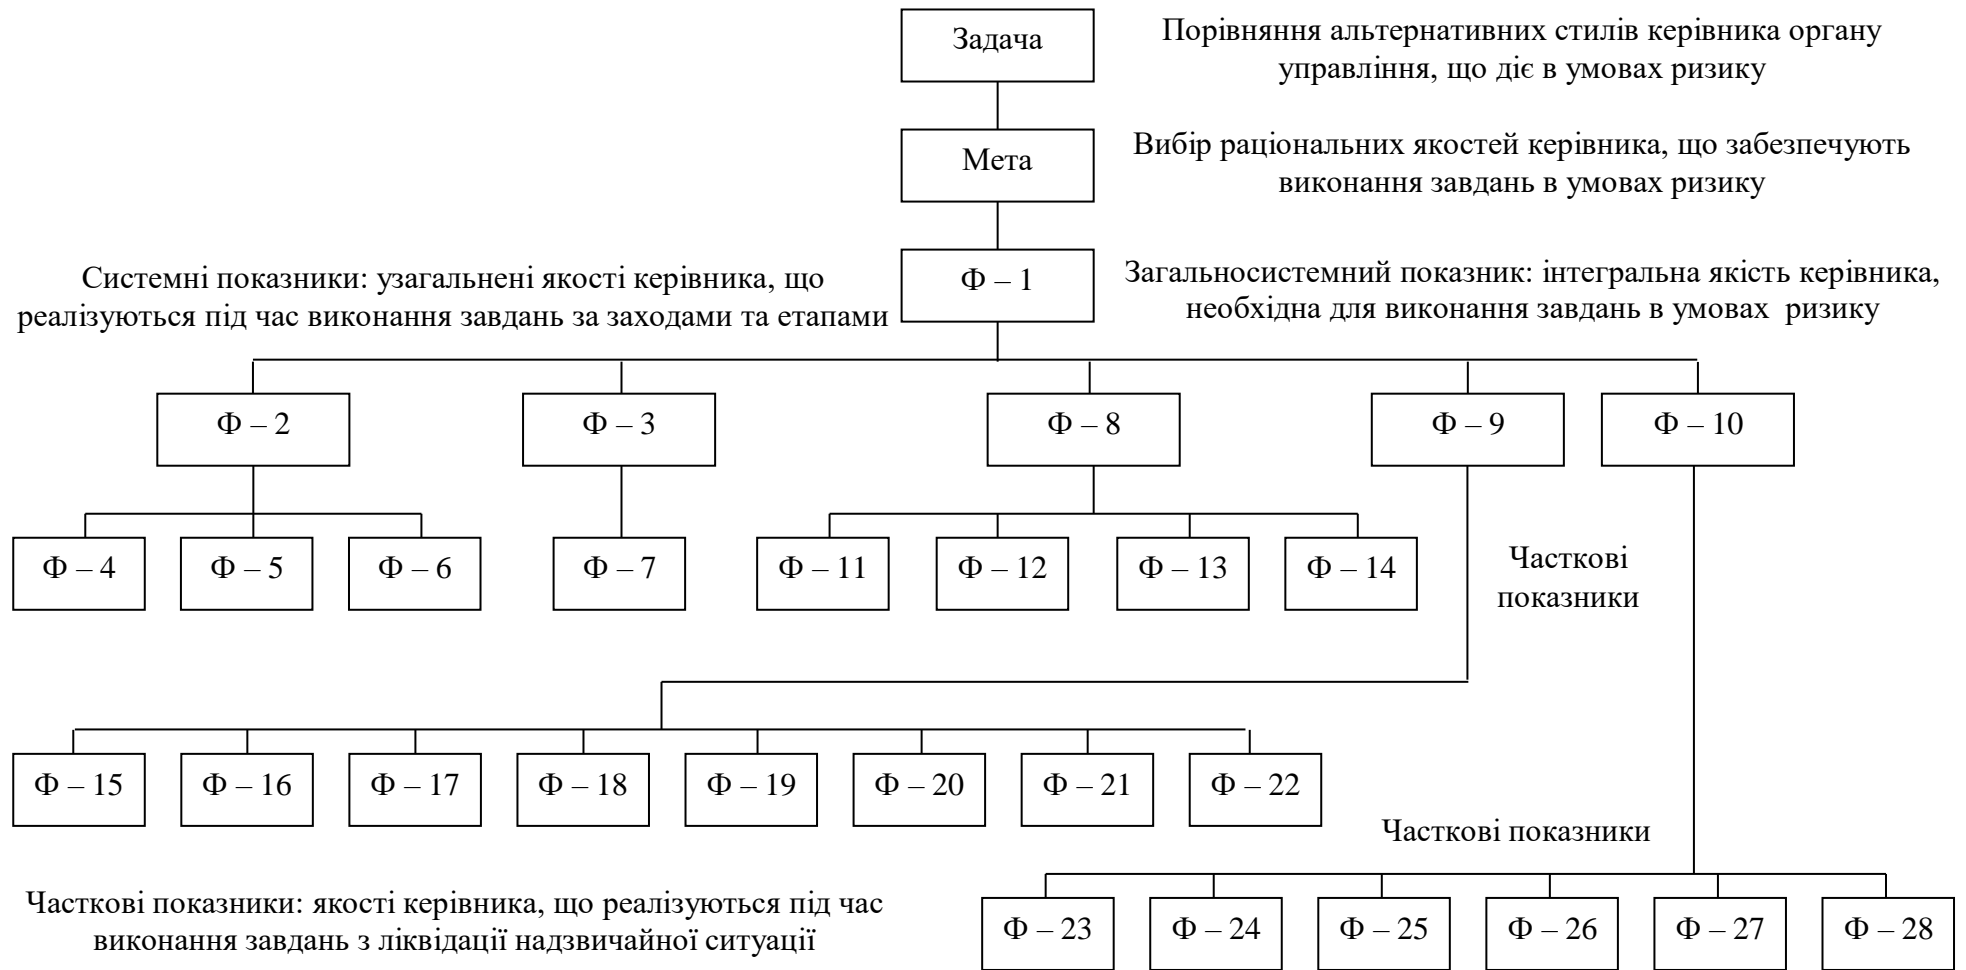 Задача
Порівняння альтернативних стилів керівника органу
управління, що діє в умовах ризику
Мета
Вибір раціональних якостей керівника, що забезпечують
виконання завдань в умовах ризику
Системні показники: узагальнені якості керівника, що
реалізуються під час виконання завдань за заходами та етапами
Ф – 1
Загальносистемний показник: інтегральна якість керівника,
необхідна для виконання завдань в умовах ризику
Ф – 2
Ф – 3
Ф – 8
Ф – 9
Ф – 10
Ф – 4
Ф – 5
Ф – 6
Ф – 7
Ф – 11
Ф – 12
Ф – 13
Ф – 14
Часткові
показники
Ф – 15
Ф – 16
Ф – 17
Ф – 18
Ф – 19
Ф – 20
Ф – 21
Ф – 22
Часткові показники
Часткові показники: якості керівника, що реалізуються під час
виконання завдань з ліквідації надзвичайної ситуації
Ф – 23
Ф – 24
Ф – 25
Ф – 26
Ф – 27
Ф – 28